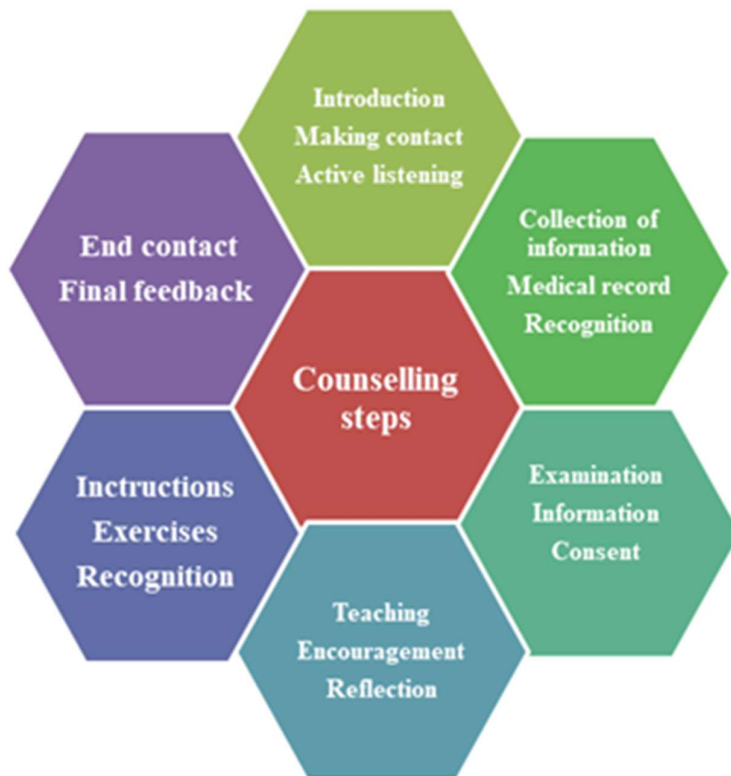 Introduction
Making contact
Active listening
Collection of
information
Medical record
Recognition
Examination
Information
Consent
Teaching
Encouragement
Reflection
Inctructions
Exercises
Recognition
End contact
Final feedback
Counselling
steps